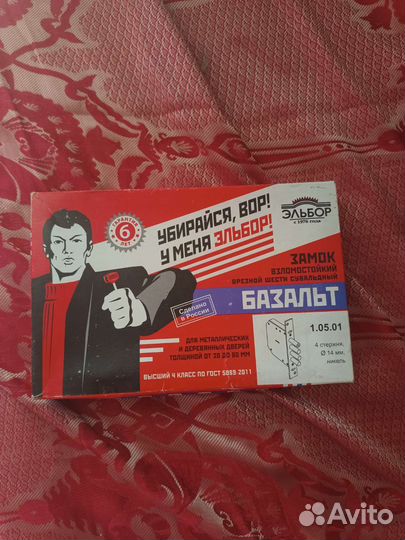 ГАРАНТИЯ
6
ЛЕТ
УБИРАЙСЯ, ВОР!
У МЕНЯ ЭЛЬБОР!
ЭЛЬБОР
С 1976 ГОДА
ЗАМОК
ВЗЛОМОСТОЙКИЙ
ВРЕЗНОЙ ШЕСТИ СУВАЛЬДНЫЙ
БАЗАЛЬТ
Сделано
в России
1.05.01
4 стержня,
Ø 14 мм,
никель
ДЛЯ МЕТАЛЛИЧЕСКИХ
И ДЕРЕВЯННЫХ ДВЕРЕЙ
ТОЛЩИНОЙ ОТ 30 ДО 80 ММ
ВЫСШИЙ 4 КЛАСС ПО ГОСТ 5089-2011
Avito